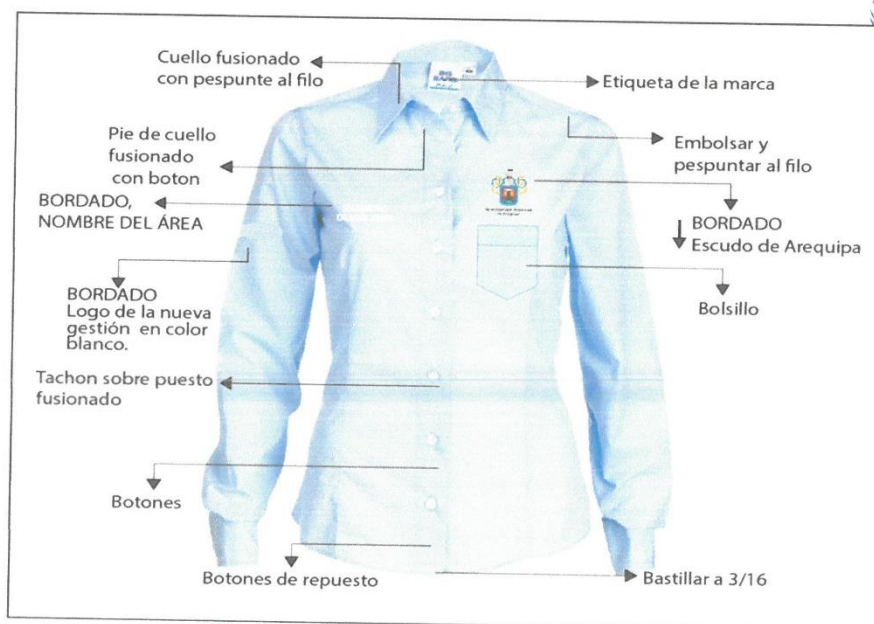 Cuello fusionado
con pespunte al filo
Etiqueta de la marca
Pie de cuello
fusionado
con boton
Embolsar y
pespuntar al filo
BORDADO,
NOMBRE DEL ÁREA
BORDADO
Escudo de Arequipa
BORDADO
Logo de la nueva
gestión en color
blanco.
Bolsillo
Tachon sobre puesto
fusionado
Botones
Botones de repuesto
Bastillar a 3/16